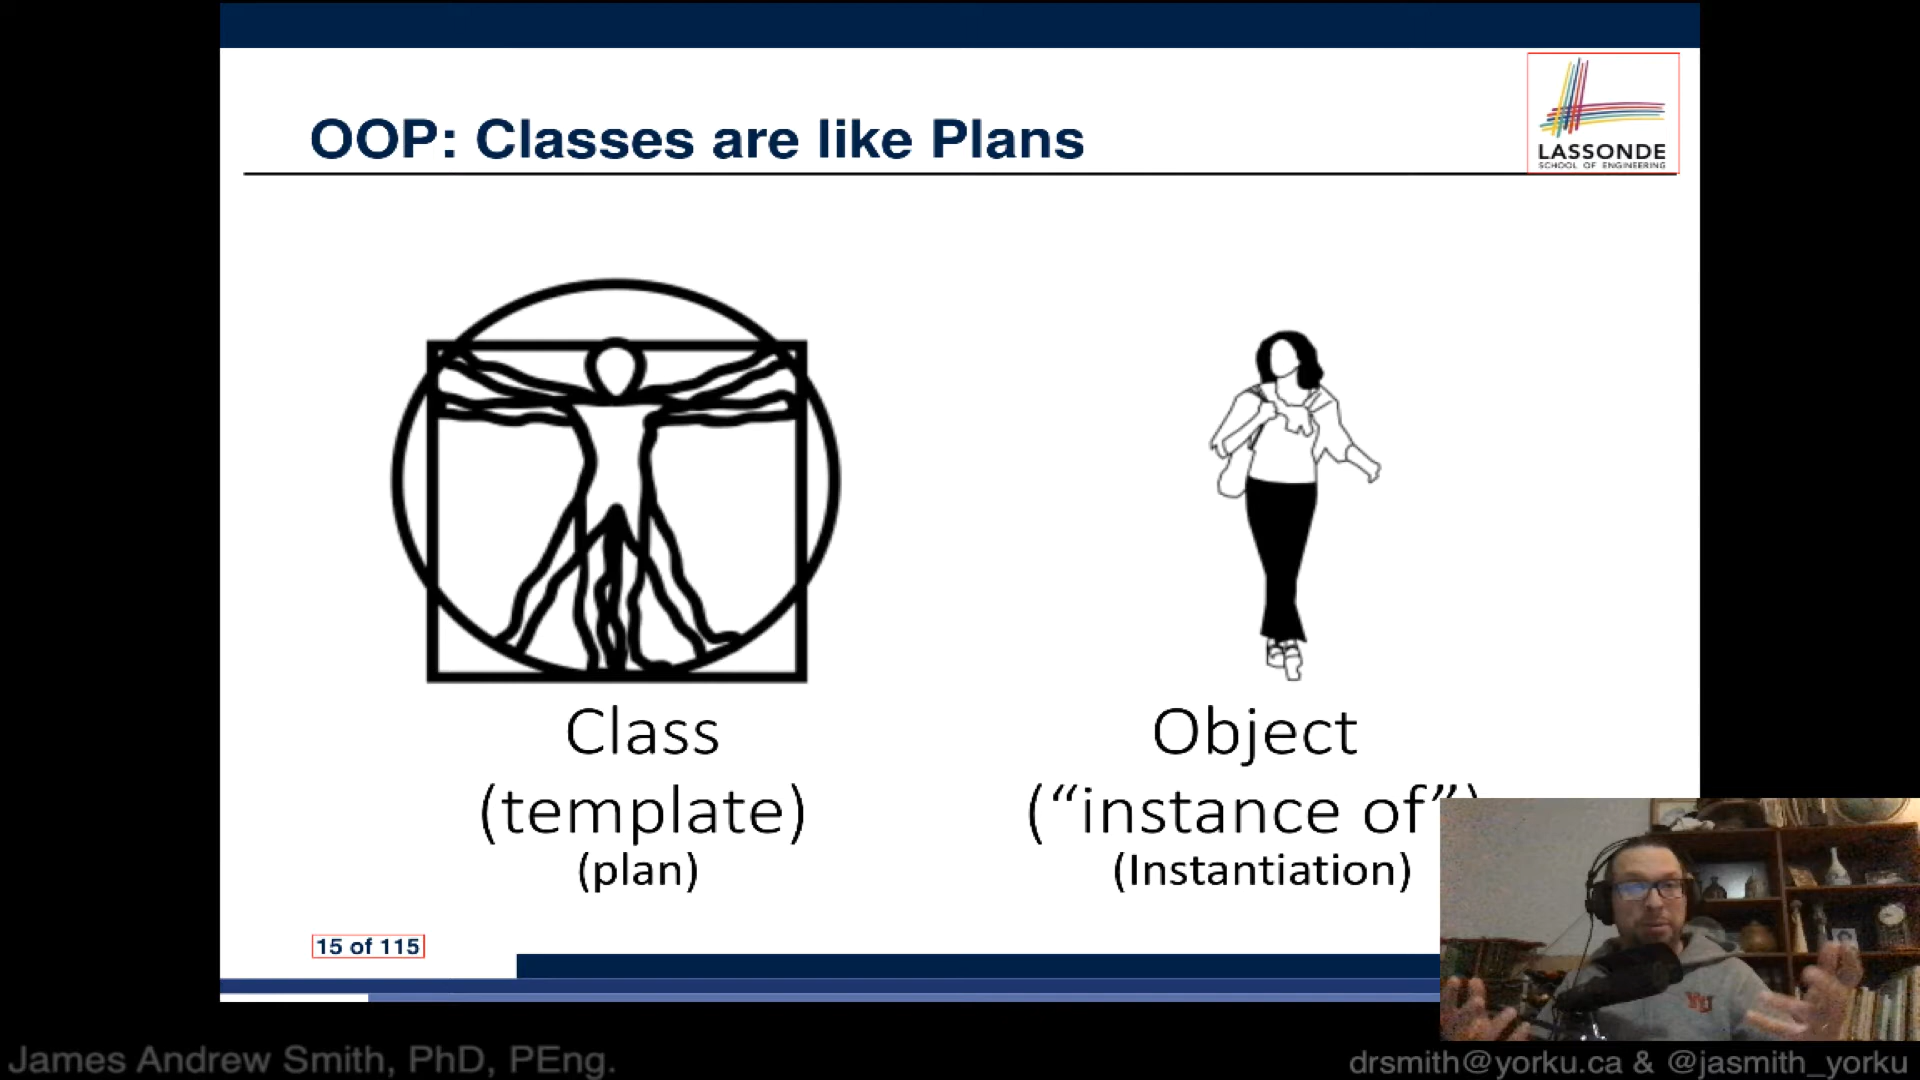 OOP: Classes are like Plans
LASSONDE
SCHOOL OF ENGINEERING
Class
(template)
(plan)
Object
(“instance of”)
(Instantiation)
15 of 115
YU
James Andrew Smith, PhD, PEng.
drsmith@yorku.ca & @jasmith_yorku